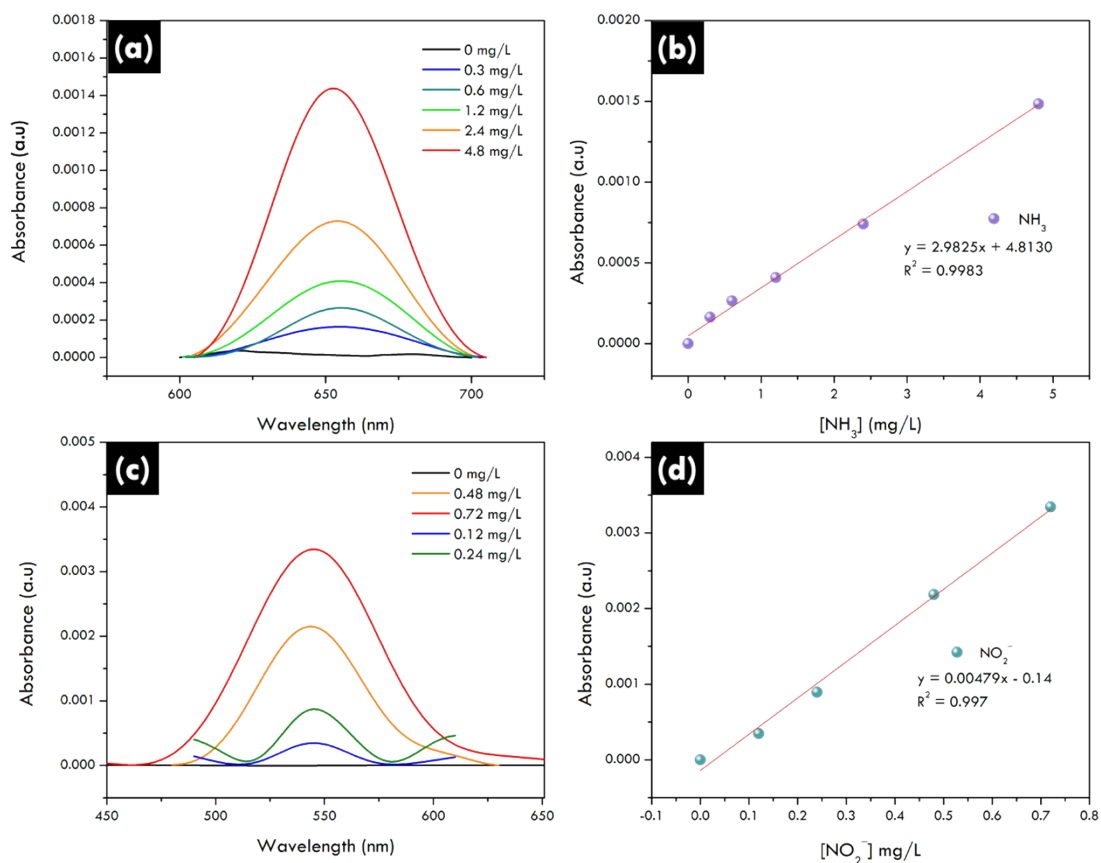 (a)
0.0018
0.0016
0.0014
0.0012
0.0010
0.0008
0.0006
0.0004
0.0002
0.0000
Absorbance (a.u)
600
650
700
Wavelength (nm)
0 mg/L
0.3 mg/L
0.6 mg/L
1.2 mg/L
2.4 mg/L
4.8 mg/L
(b)
0.0020
0.0015
0.0010
0.0005
0.0000
Absorbance (a.u)
0
1
2
3
4
5
[NH₃] (mg/L)
NH₃
y = 2.9825x + 4.8130
R² = 0.9983
(c)
0.005
0.004
0.003
0.002
0.001
0.000
Absorbance (a.u)
450
500
550
600
650
Wavelength (nm)
0 mg/L
0.48 mg/L
0.72 mg/L
0.12 mg/L
0.24 mg/L
(d)
0.004
0.003
0.002
0.001
0.000
Absorbance (a.u)
-0.1
0.0
0.1
0.2
0.3
0.4
0.5
0.6
0.7
0.8
[NO₂⁻] mg/L
NO₂⁻
y = 0.00479x - 0.14
R² = 0.997